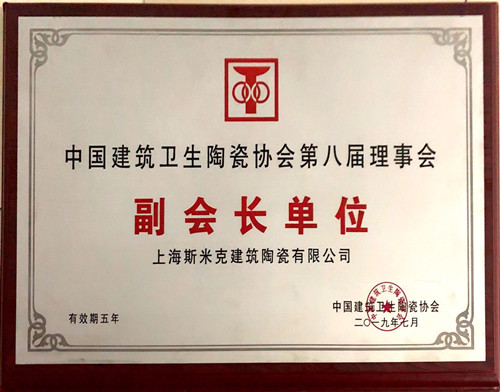 中国建筑卫生陶瓷协会第八届理事会
副会长单位
上海斯米克建筑陶瓷有限公司
有效期五年
中国建筑卫生陶瓷协会
二〇一九年七月